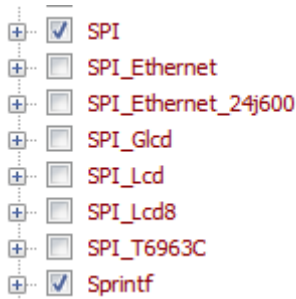 SPI
SPI_Ethernet
SPI_Ethernet_24j600
SPI_Glcd
SPI_Lcd
SPI_Lcd8
SPI_T6963C
Sprintf